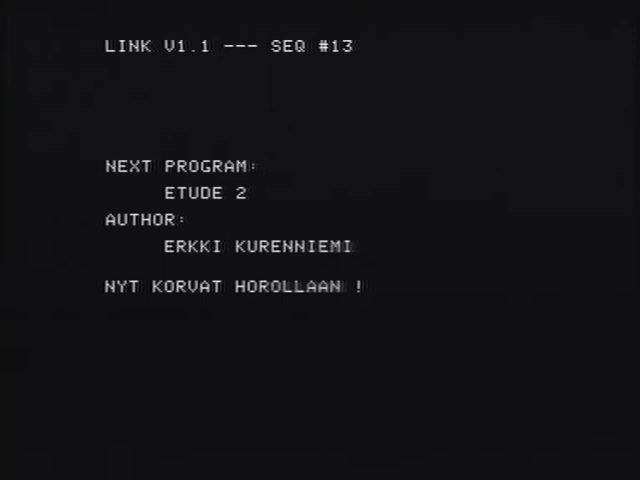 LINK V1.1 --- SEQ #13
NEXT PROGRAM:
ETUDE 2
AUTHOR:
ERKKI KURENNIEMI
NYT KORVAT HOROLLAAN !